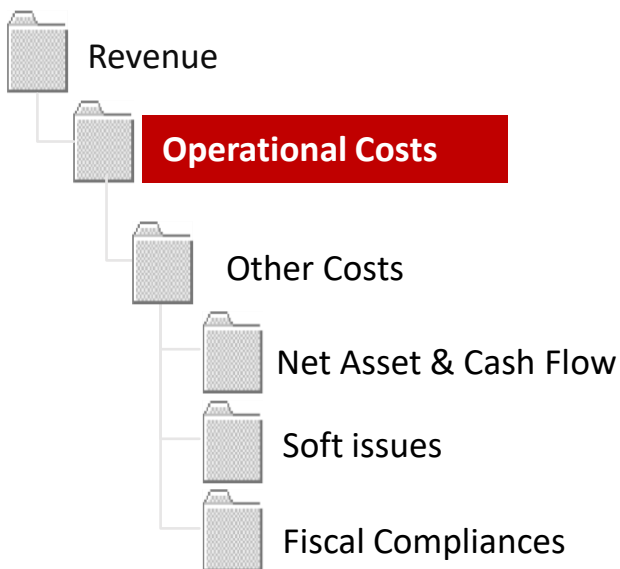 Revenue
Operational Costs
Other Costs
Net Asset & Cash Flow
Soft issues
Fiscal Compliances